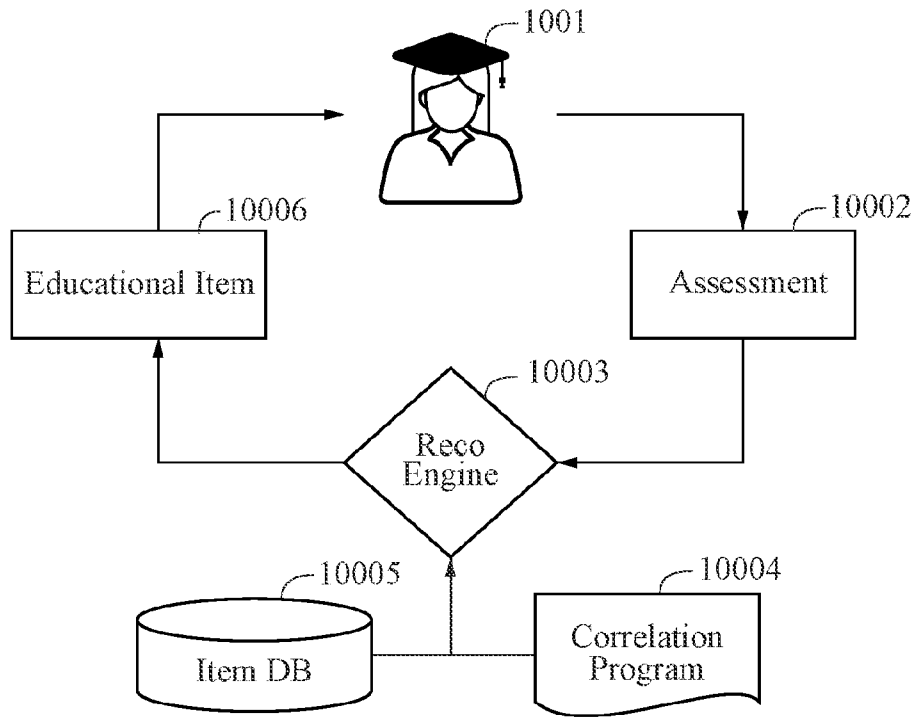 1001
10006
10002
Educational Item
Assessment
10003
Reco
Engine
10005
10004
Item DB
Correlation
Program